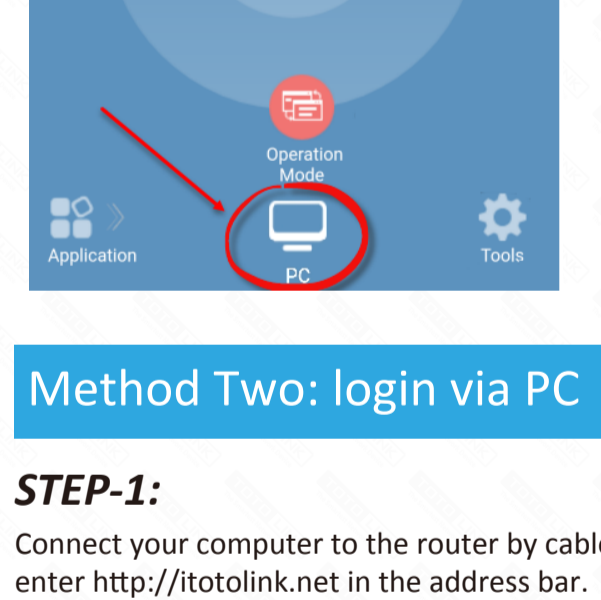 Operation
Mode
Application
PC
Tools
Method Two: login via PC
STEP-1:
Connect your computer to the router by cable
enter http://itotolink.net in the address bar.